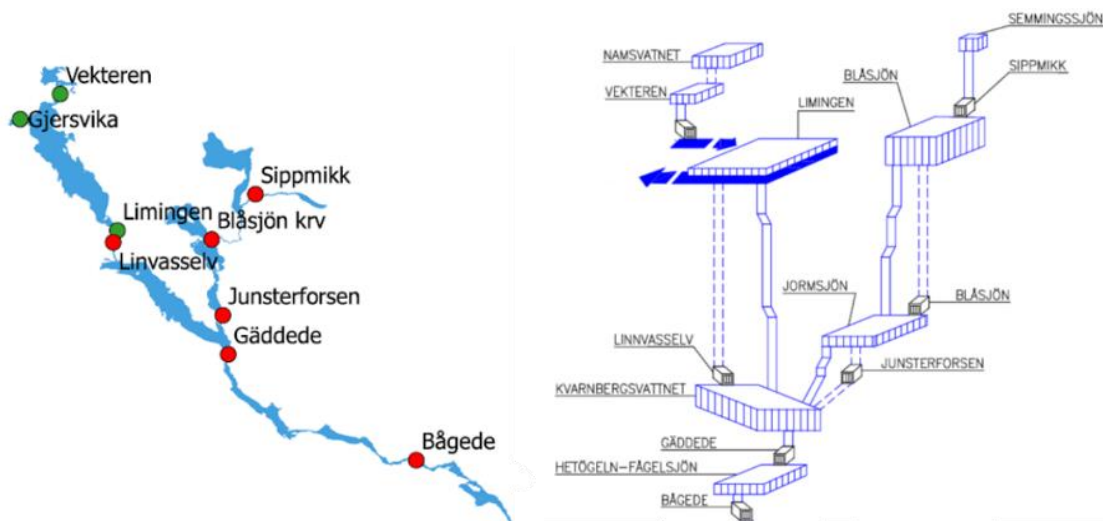 Vekteren
Gjersvika
Sippmikk
Limingen
Blåsjön krv
Linvasselv
Junsterforsen
Gäddede
Bågede
SEMMINGSSJÖN
NAMSVATNET
SIPPMIKK
BLÅSJÖN
VEKTEREN
LIMINGEN
JORMSJÖN
BLÅSJÖN
LINNVASSELV
JUNSTERFORSEN
KVARNBERGSVATTNET
GÄDDEDE
HETÖGELN-FÅGELSJÖN
BÅGEDE